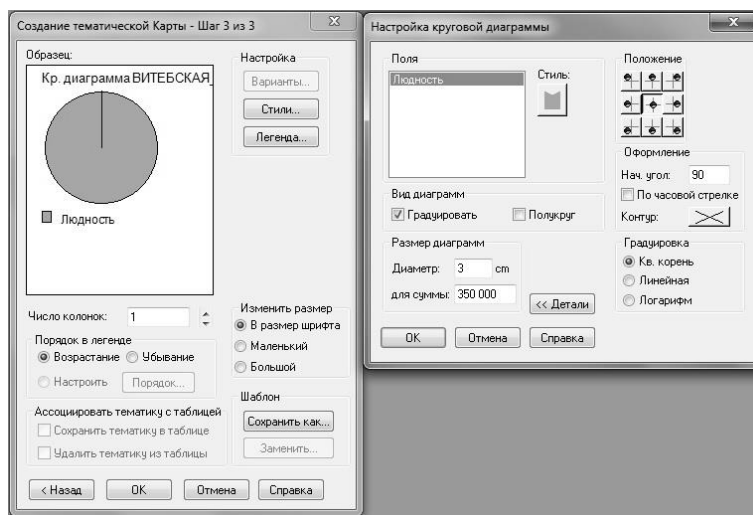 Создание тематической Карты - Шаг 3 из 3
Образец:
Кр. диаграмма ВИТЕБСКАЯ_
Людность
Настройка
Варианты...
Стили...
Легенда...
Число колонок: 1
Порядок в легенде
Возрастание Убывание
Настроить Порядок...
Изменить размер
В размер шрифта
Маленький
Большой
Ассоциировать тематику с таблицей
Сохранить тематику в таблице
Удалить тематику из таблицы
Шаблон
Сохранить как...
Заменить...
< Назад OK Отмена Справка
Настройка круговой диаграммы
Поля
Людность
Стиль:
Положение
Вид диаграмм
Градуировать Полукруг
Оформление
Нач. угол: 90
По часовой стрелке
Контур:
Размер диаграмм
Диаметр: 3 cm
для суммы: 350 000
<< Детали
Градуировка
Кв. корень
Линейная
Логарифм
OK Отмена Справка